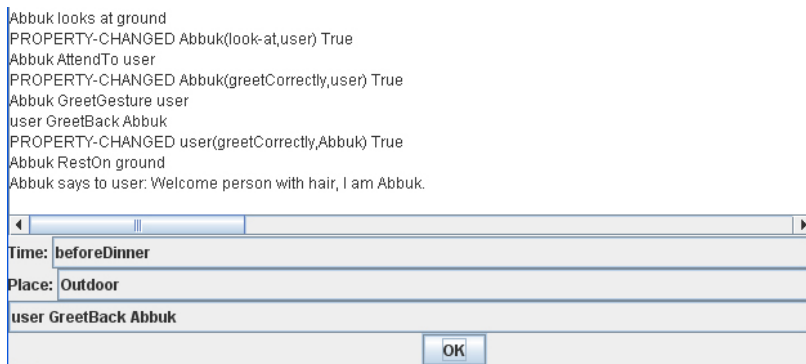 Abbuk looks at ground
PROPERTY-CHANGED Abbuk(look-at,user) True
Abbuk AttendTo user
PROPERTY-CHANGED Abbuk(greetCorrectly,user) True
Abbuk GreetGesture user
user GreetBack Abbuk
PROPERTY-CHANGED user(greetCorrectly,Abbuk) True
Abbuk RestOn ground
Abbuk says to user: Welcome person with hair, I am Abbuk.
Time: beforeDinner
Place: Outdoor
user GreetBack Abbuk
OK